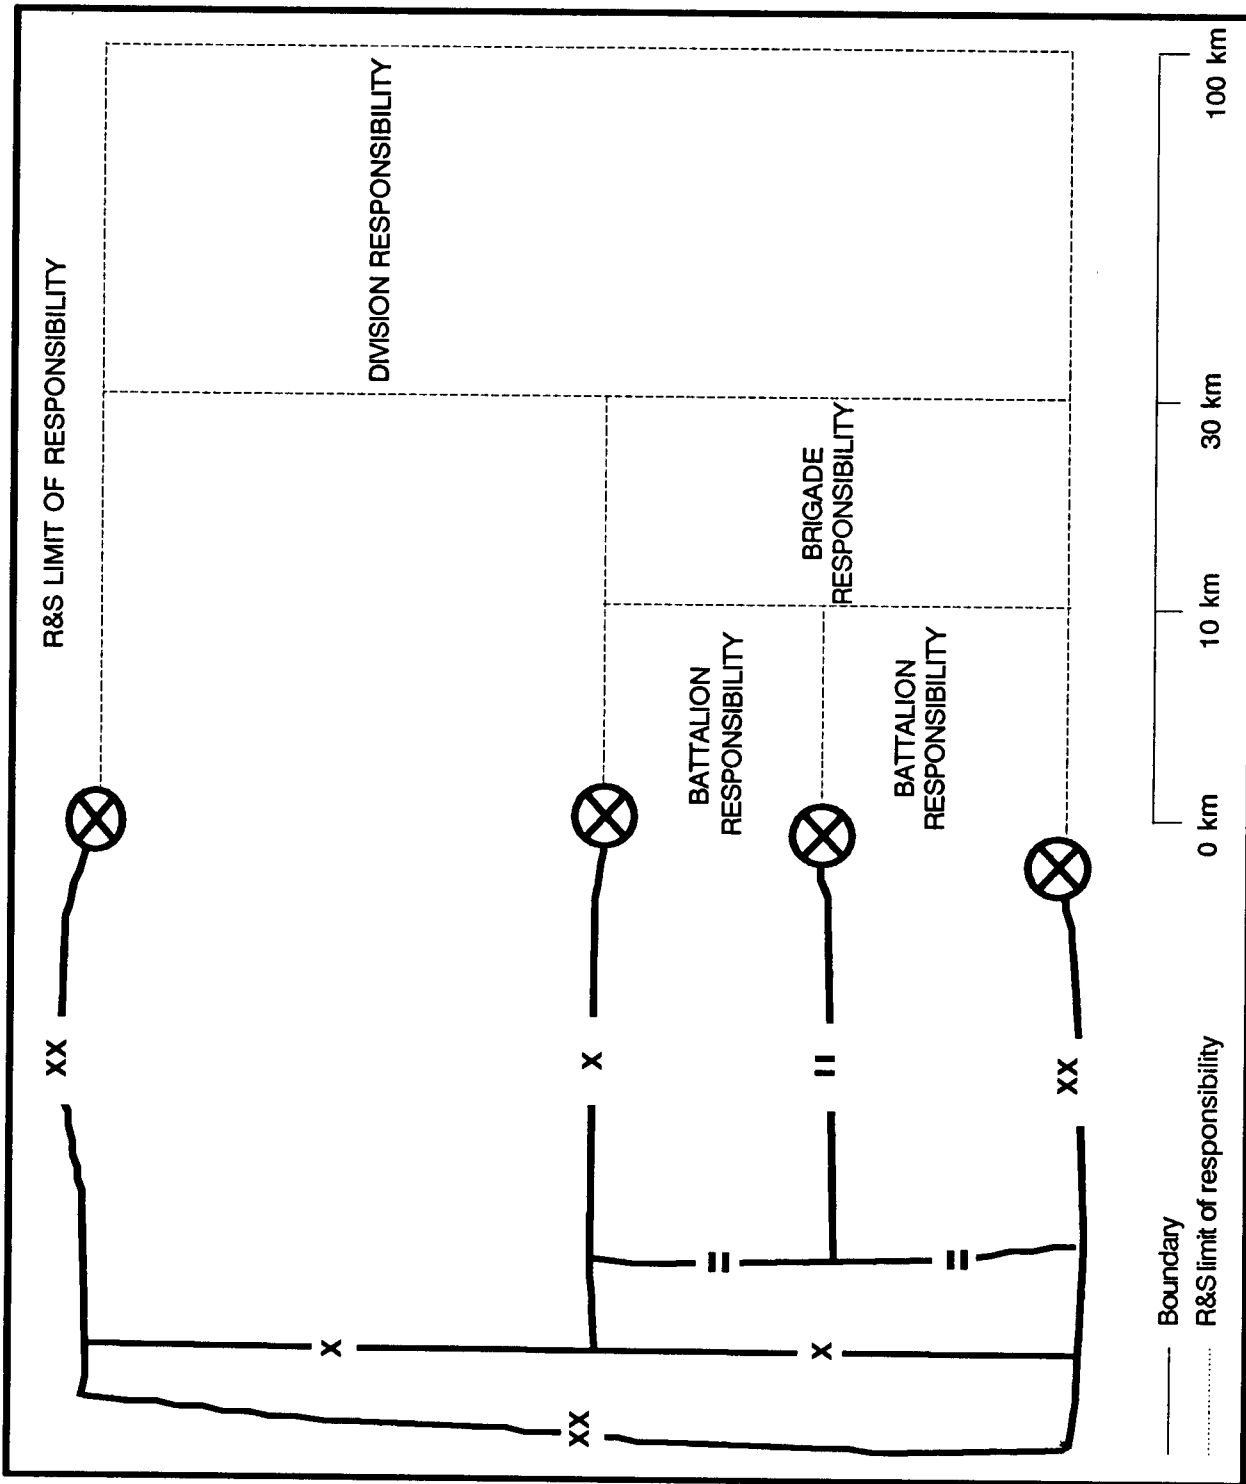 R&S LIMIT OF RESPONSIBILITY
DIVISION RESPONSIBILITY
BRIGADE
RESPONSIBILITY
BATTALION
RESPONSIBILITY
BATTALION
RESPONSIBILITY
XX
X
II
XX
II
II
X
X
XX
0 km
10 km
30 km
100 km
Boundary
R&S limit of responsibility